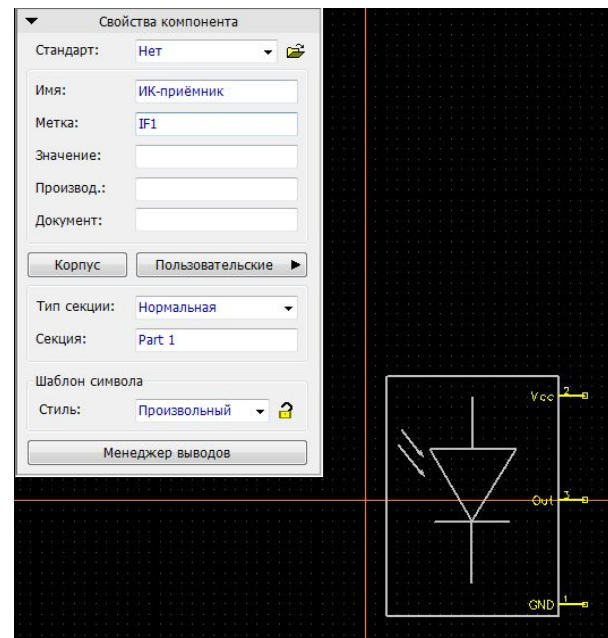 Свойства компонента
Стандарт: Нет
Имя: ИК-приёмник
Метка: IF1
Значение:
Производ.:
Документ:
Корпус Пользовательские
Тип секции: Нормальная
Секция: Part 1
Шаблон символа
Стиль: Произвольный
Менеджер выводов
Vcc 2
Out 3
GND 1